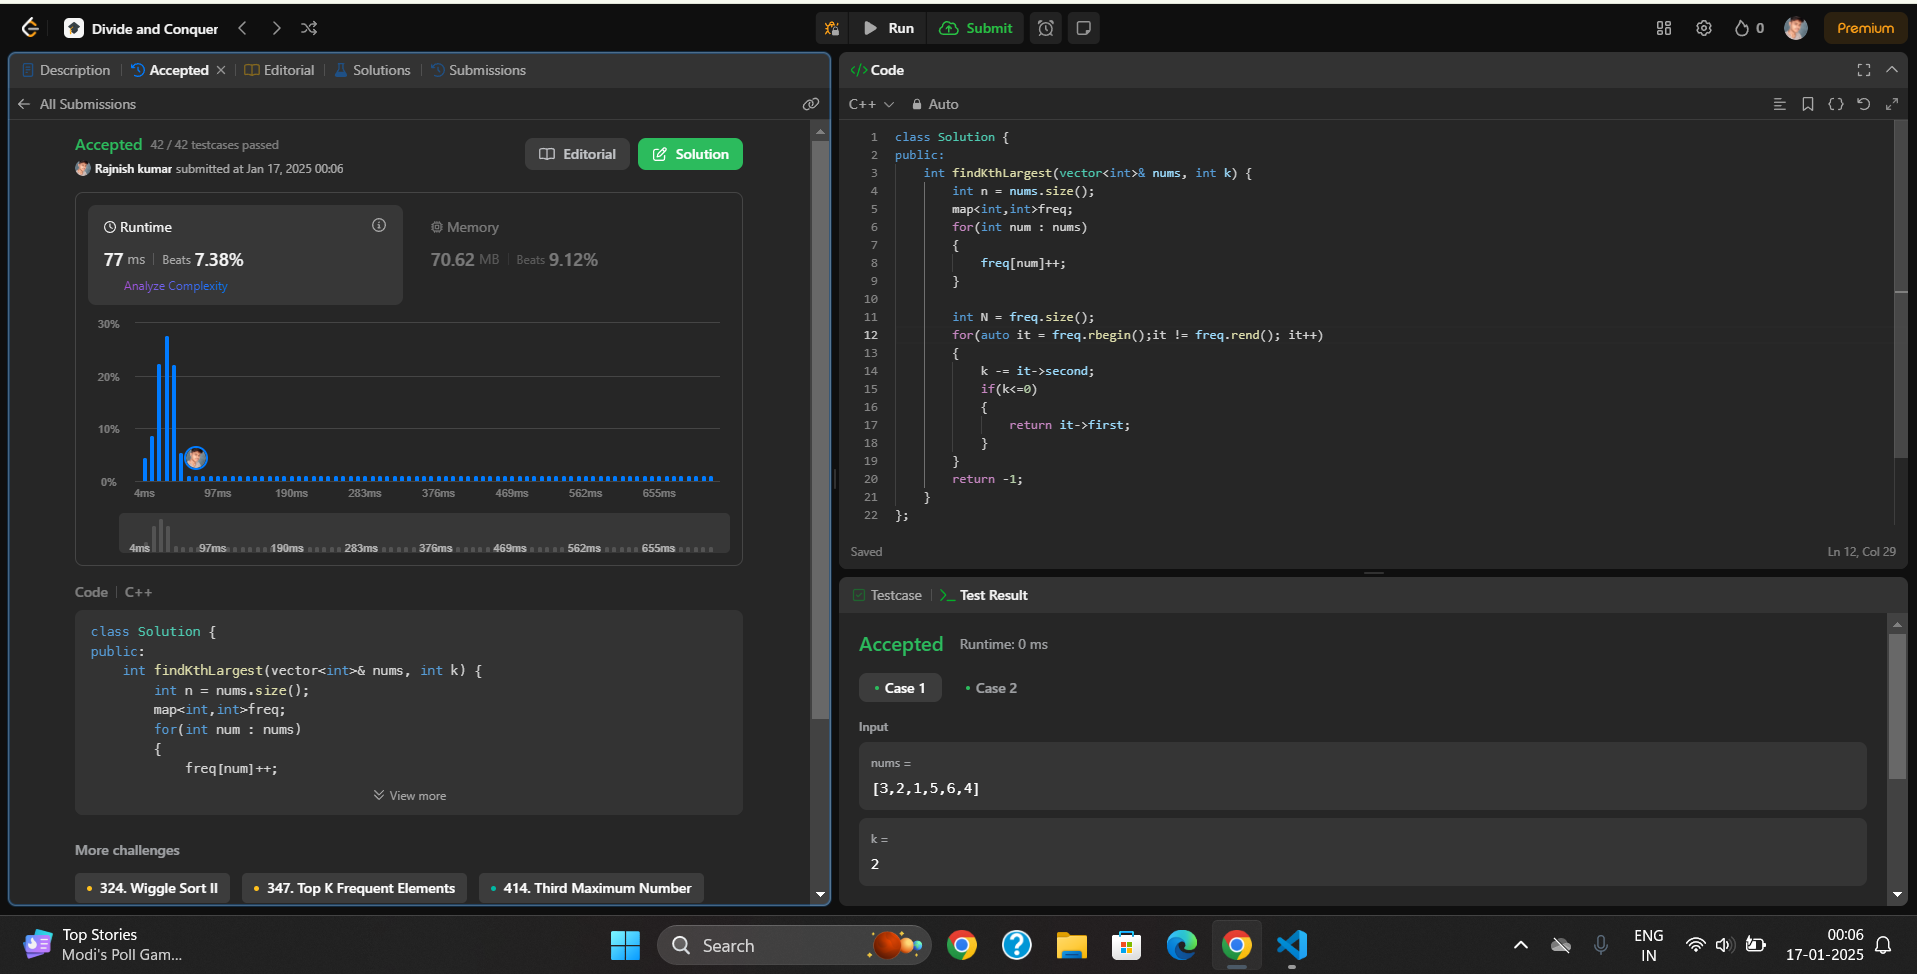 Divide and Conquer
Run
Submit
0
Premium
Description
Accepted
Editorial
Solutions
Submissions
All Submissions
Accepted 42 / 42 testcases passed
Rajnish kumar submitted at Jan 17, 2025 00:06
Editorial
Solution
Runtime
77 ms | Beats 7.38%
Analyze Complexity
Memory
70.62 MB | Beats 9.12%
30%
20%
10%
0%
4ms 97ms 190ms 283ms 376ms 469ms 562ms 655ms
4ms 97ms 190ms 283ms 376ms 469ms 562ms 655ms
Code | C++
class Solution {
public:
    int findKthLargest(vector<int>& nums, int k) {
        int n = nums.size();
        map<int,int>freq;
        for(int num : nums)
        {
            freq[num]++;
View more
More challenges
324. Wiggle Sort II
347. Top K Frequent Elements
414. Third Maximum Number
</> Code
C++
Auto
1 class Solution {
2 public:
3     int findKthLargest(vector<int>& nums, int k) {
4         int n = nums.size();
5         map<int,int>freq;
6         for(int num : nums)
7         {
8             freq[num]++;
9         }
10
11         int N = freq.size();
12         for(auto it = freq.rbegin();it != freq.rend(); it++)
13         {
14             k -= it->second;
15             if(k<=0)
16             {
17                 return it->first;
18             }
19         }
20         return -1;
21     }
22 };
Saved
Ln 12, Col 29
Testcase
Test Result
Accepted Runtime: 0 ms
Case 1
Case 2
Input
nums =
[3,2,1,5,6,4]
k =
2
Top Stories
Modi's Poll Gam...
Search
ENG
IN
00:06
17-01-2025